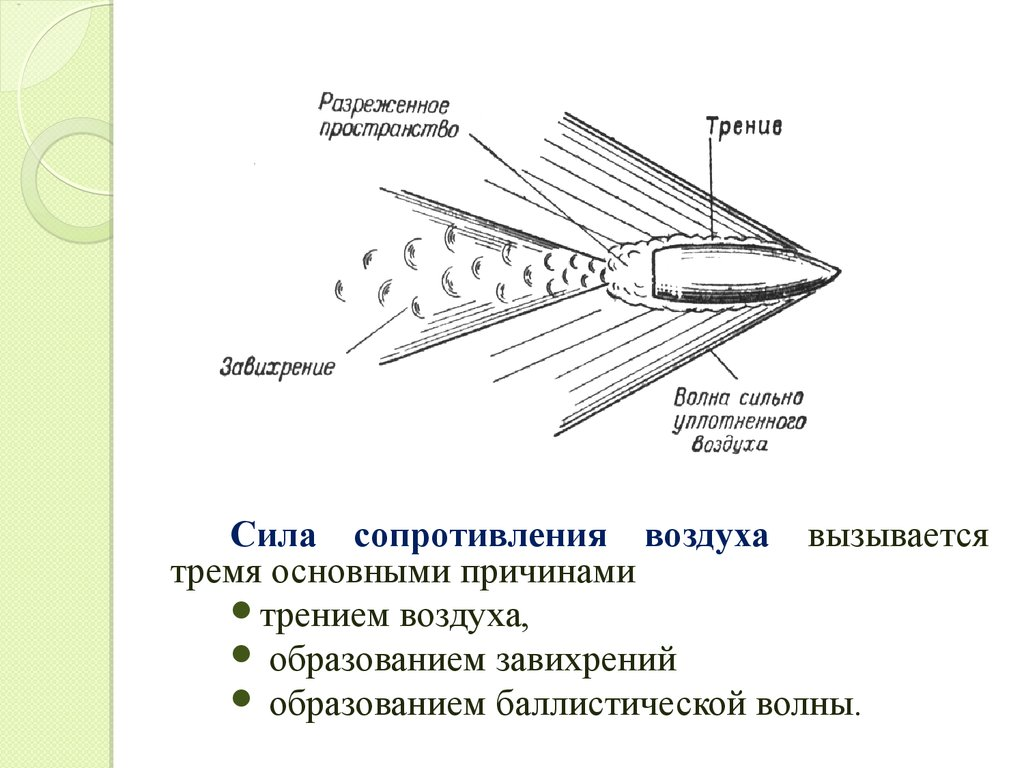 Разреженное
пространство
Трение
Завихрение
Волна сильно
уплотненного
воздуха
Сила сопротивления воздуха вызывается
тремя основными причинами
• трением воздуха,
• образованием завихрений
• образованием баллистической волны.